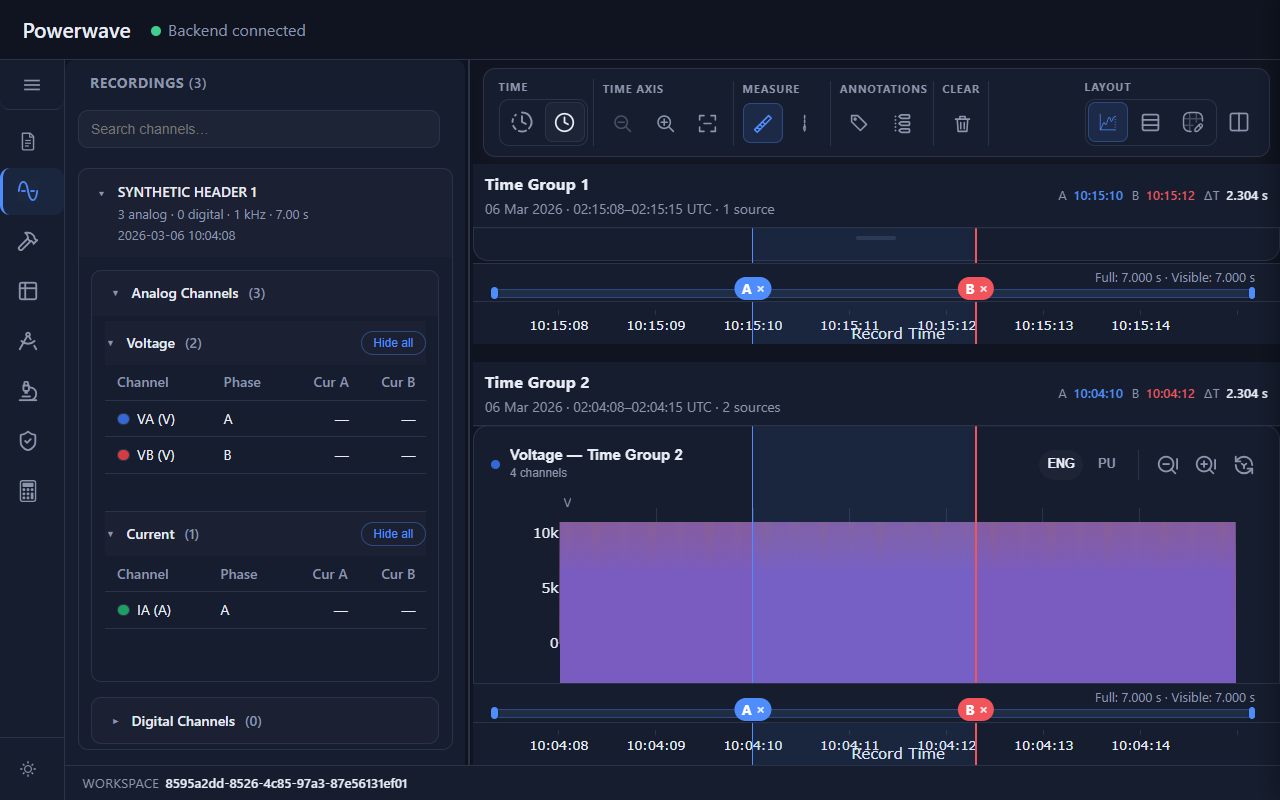 Powerwave
Backend connected
RECORDINGS (3)
Search channels...
SYNTHETIC HEADER 1
3 analog · 0 digital · 1 kHz · 7.00 s
2026-03-06 10:04:08
Analog Channels (3)
Voltage (2) Hide all
Channel Phase Cur A Cur B
VA (V) A — —
VB (V) B — —
Current (1) Hide all
Channel Phase Cur A Cur B
IA (A) A — —
Digital Channels (0)
TIME TIME AXIS MEASURE ANNOTATIONS CLEAR LAYOUT
Time Group 1
06 Mar 2026 · 02:15:08–02:15:15 UTC · 1 source
A 10:15:10 B 10:15:12 ΔT 2.304 s
Full: 7.000 s · Visible: 7.000 s
A × B ×
10:15:08 10:15:09 10:15:10 10:15:11 10:15:12 10:15:13 10:15:14
Record Time
Time Group 2
06 Mar 2026 · 02:04:08–02:04:15 UTC · 2 sources
A 10:04:10 B 10:04:12 ΔT 2.304 s
Voltage — Time Group 2
4 channels
ENG PU
V
10k
5k
0
Full: 7.000 s · Visible: 7.000 s
A × B ×
10:04:08 10:04:09 10:04:10 10:04:11 10:04:12 10:04:13 10:04:14
Record Time
WORKSPACE 8595a2dd-8526-4c85-97a3-87e56131ef01